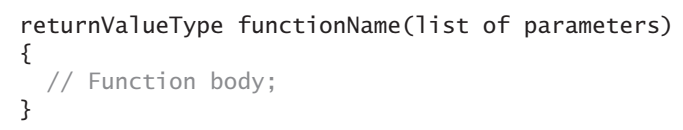 returnValueType functionName(list of parameters)
{
  // Function body;
}